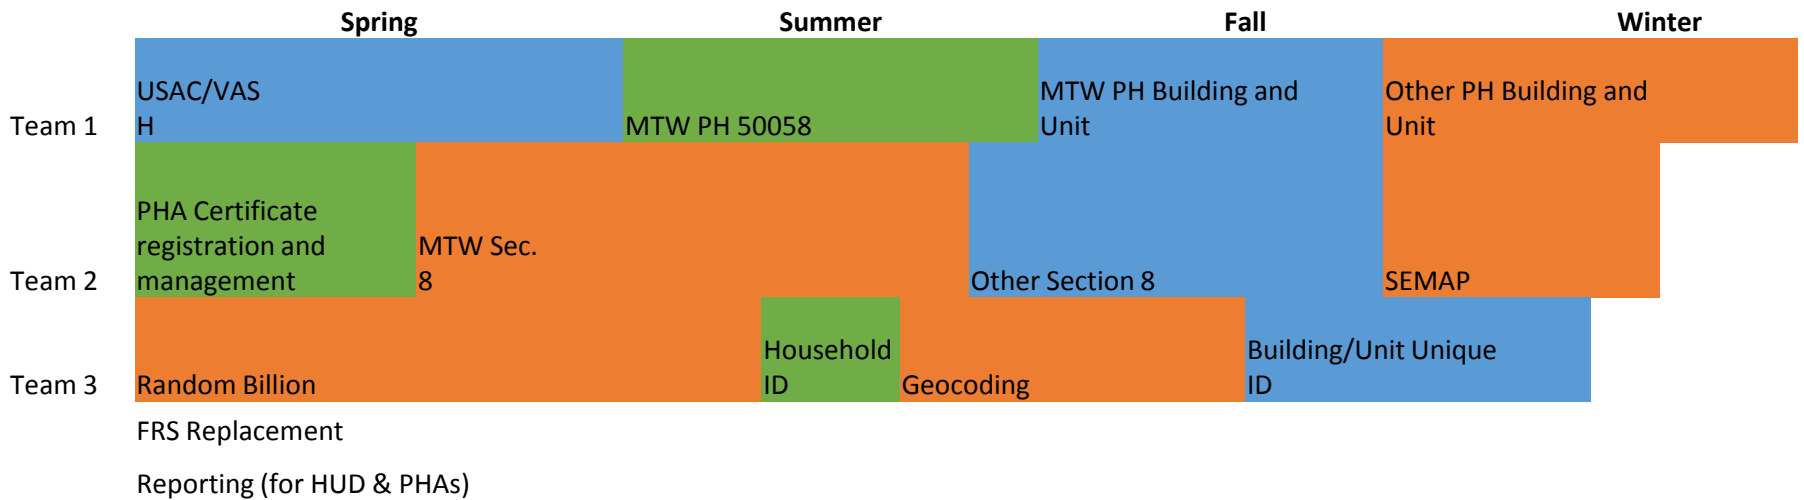 Spring Summer Fall Winter
USAC/VAS MTW PH Building and Other PH Building and
Team 1 H MTW PH 50058 Unit Unit
PHA Certificate
registration and MTW Sec.
Team 2 management 8 Other Section 8 SEMAP
Household Building/Unit Unique
Team 3 Random Billion ID Geocoding ID
FRS Replacement
Reporting (for HUD & PHAs)